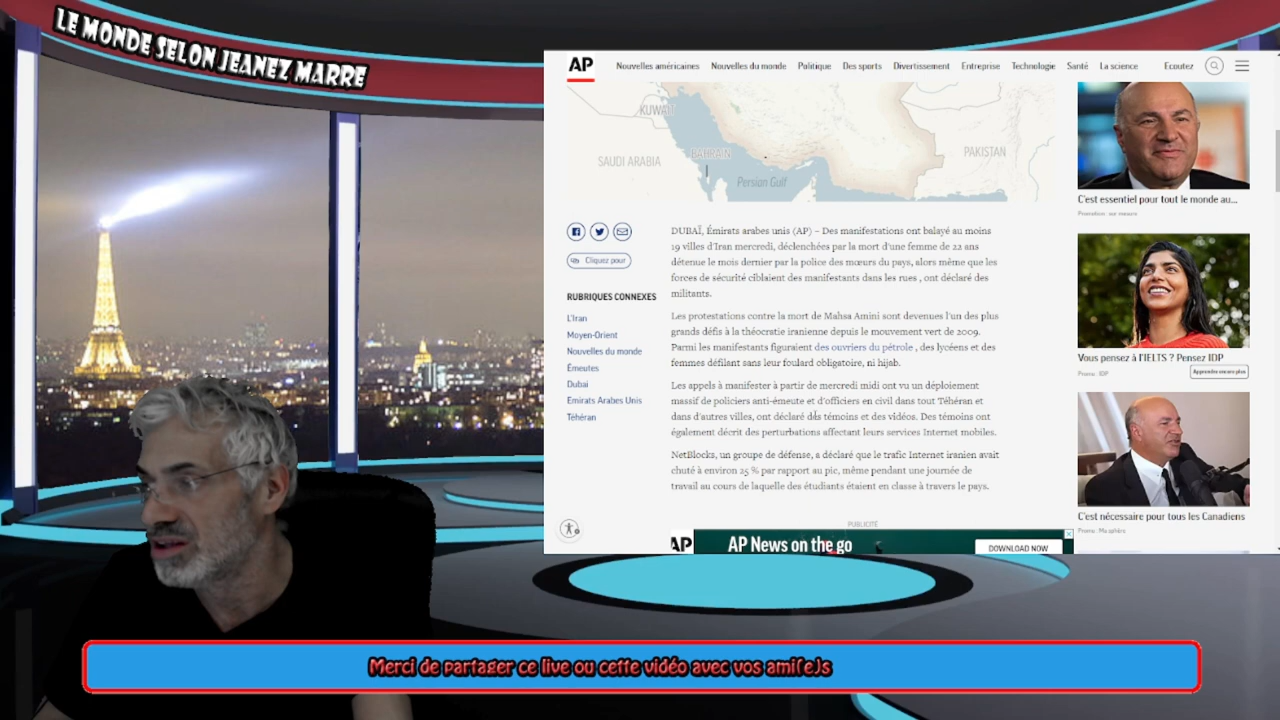 LE MONDE SELON JEANEZ MARRE
AP
Nouvelles américaines Nouvelles du monde Politique Des sports Divertissement Entreprise Technologie Santé La science Ecoutez
KUWAIT
SAUDI ARABIA
BAHRAIN
Persian Gulf
PAKISTAN
Cliquez pour
RUBRIQUES CONNEXES
L'Iran
Moyen-Orient
Nouvelles du monde
Émeutes
Dubai
Emirats Arabes Unis
Téhéran
DUBAÏ, Émirats arabes unis (AP) – Des manifestations ont balayé au moins
19 villes d'Iran mercredi, déclenchées par la mort d'une femme de 22 ans
détenue le mois dernier par la police des mœurs du pays, alors même que les
forces de sécurité ciblaient des manifestants dans les rues , ont déclaré des
militants.
Les protestations contre la mort de Mahsa Amini sont devenues l'un des plus
grands défis à la théocratie iranienne depuis le mouvement vert de 2009.
Parmi les manifestants figuraient des ouvriers du pétrole , des lycéens et des
femmes défilant sans leur foulard obligatoire, ni hijab.
Les appels à manifester à partir de mercredi midi ont vu un déploiement
massif de policiers anti-émeute et d'officiers en civil dans tout Téhéran et
dans d'autres villes, ont déclaré des témoins et des vidéos. Des témoins ont
également décrit des perturbations affectant leurs services Internet mobiles.
NetBlocks, un groupe de défense, a déclaré que le trafic Internet iranien avait
chuté à environ 25 % par rapport au pic, même pendant une journée de
travail au cours de laquelle des étudiants étaient en classe à travers le pays.
PUBLICITÉ
AP
AP News on the go
DOWNLOAD NOW
C'est essentiel pour tout le monde au...
Promotion : sur mesure
Vous pensez à l'IELTS ? Pensez IDP
Promo : IDP
Apprendre encore plus
C'est nécessaire pour tous les Canadiens
Promo : Ma sphère
Merci de partager ce live ou cette vidéo avec vos ami(e)s